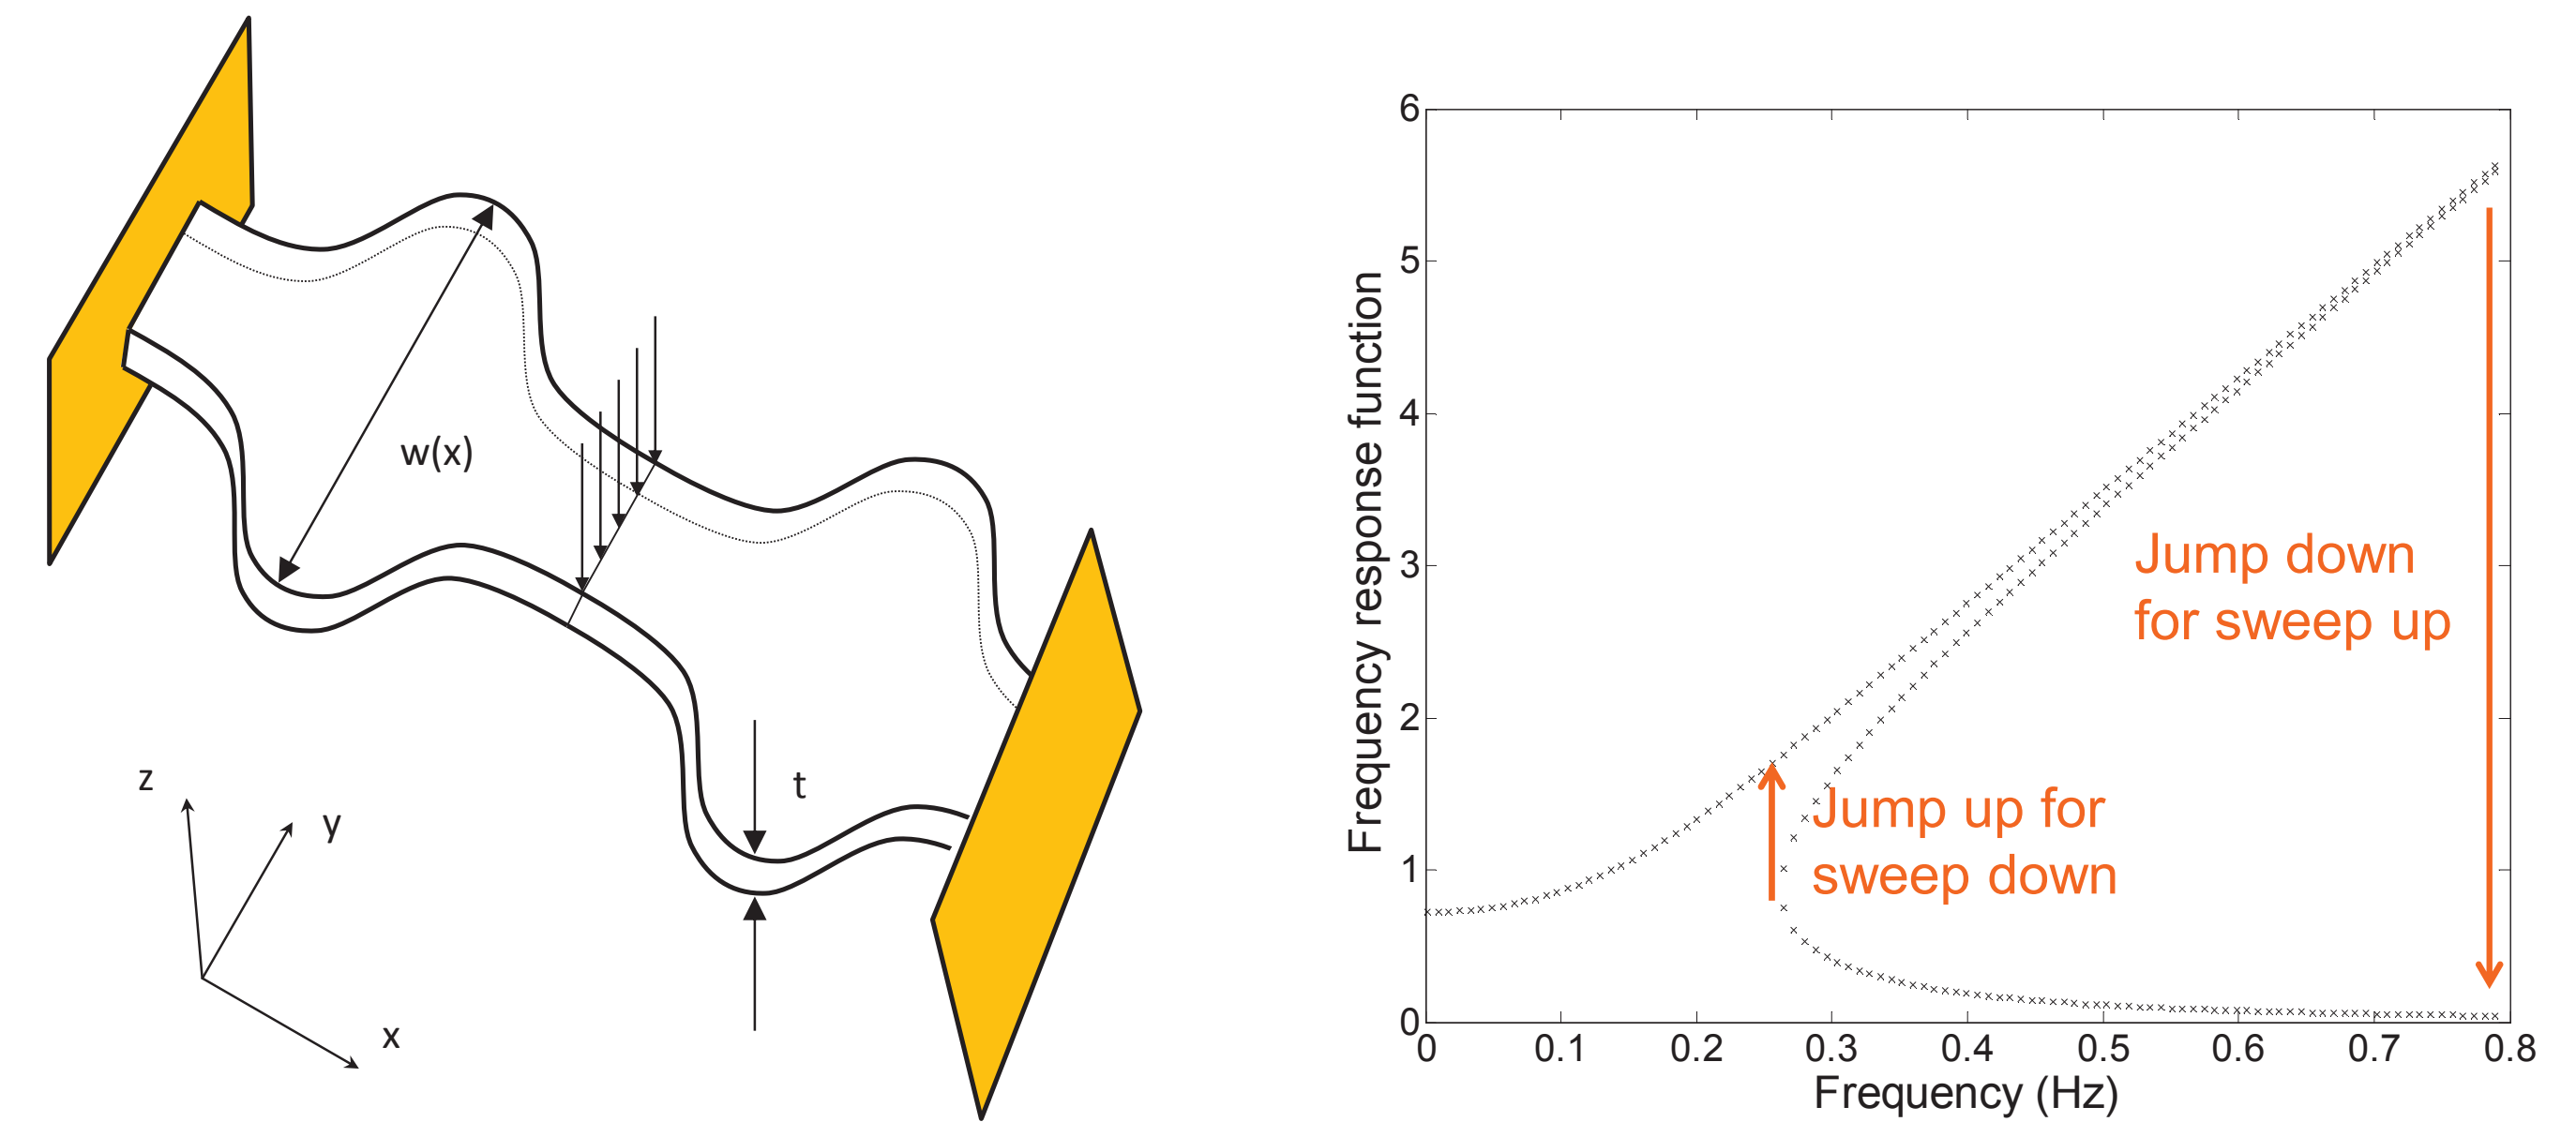 w(x)
t
z
y
x
Frequency response function
6
5
4
3
2
1
0
Jump down
for sweep up
Jump up for
sweep down
0 0.1 0.2 0.3 0.4 0.5 0.6 0.7 0.8
Frequency (Hz)